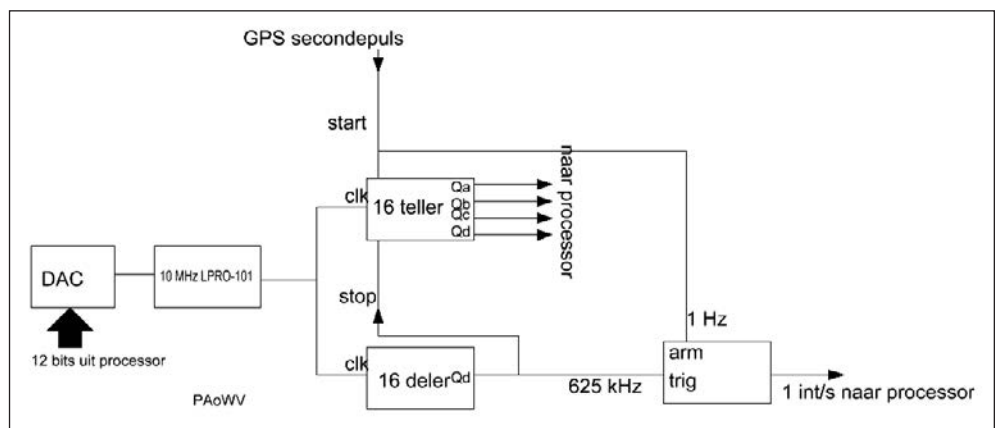 GPS secondepuls
start
naar processor
clk
16 teller
Qa
Qb
Qc
Qd
DAC
10 MHz LPRO-101
stop
12 bits uit processor
1 Hz
arm
trig
clk
16 deler
Qd
625 kHz
1 int/s naar processor
PAoWV